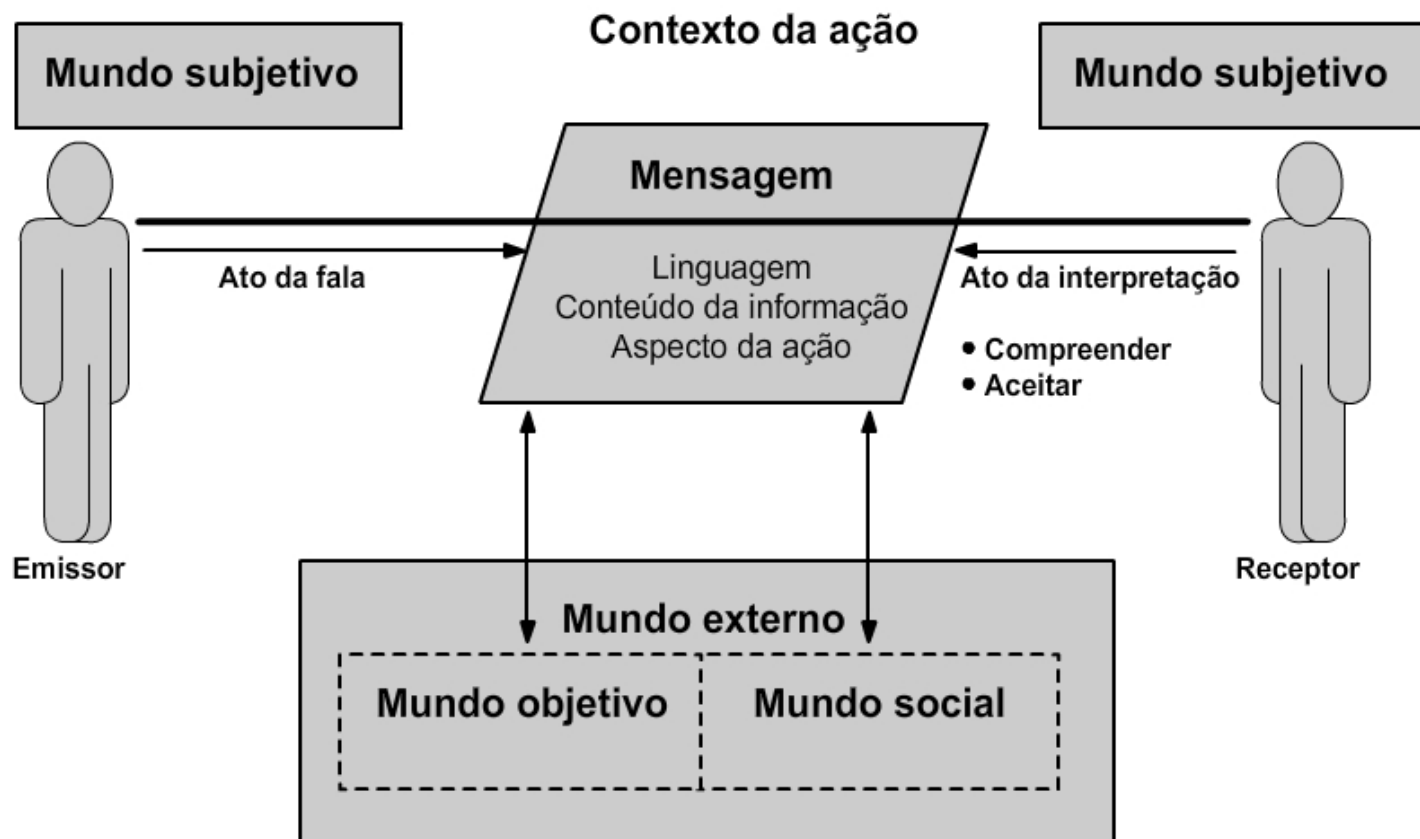 Contexto da ação
Mundo subjetivo
Mundo subjetivo
Mensagem
Ato da fala
Linguagem
Conteúdo da informação
Aspecto da ação
Ato da interpretação
• Compreender
• Aceitar
Emissor
Receptor
Mundo externo
Mundo objetivo
Mundo social